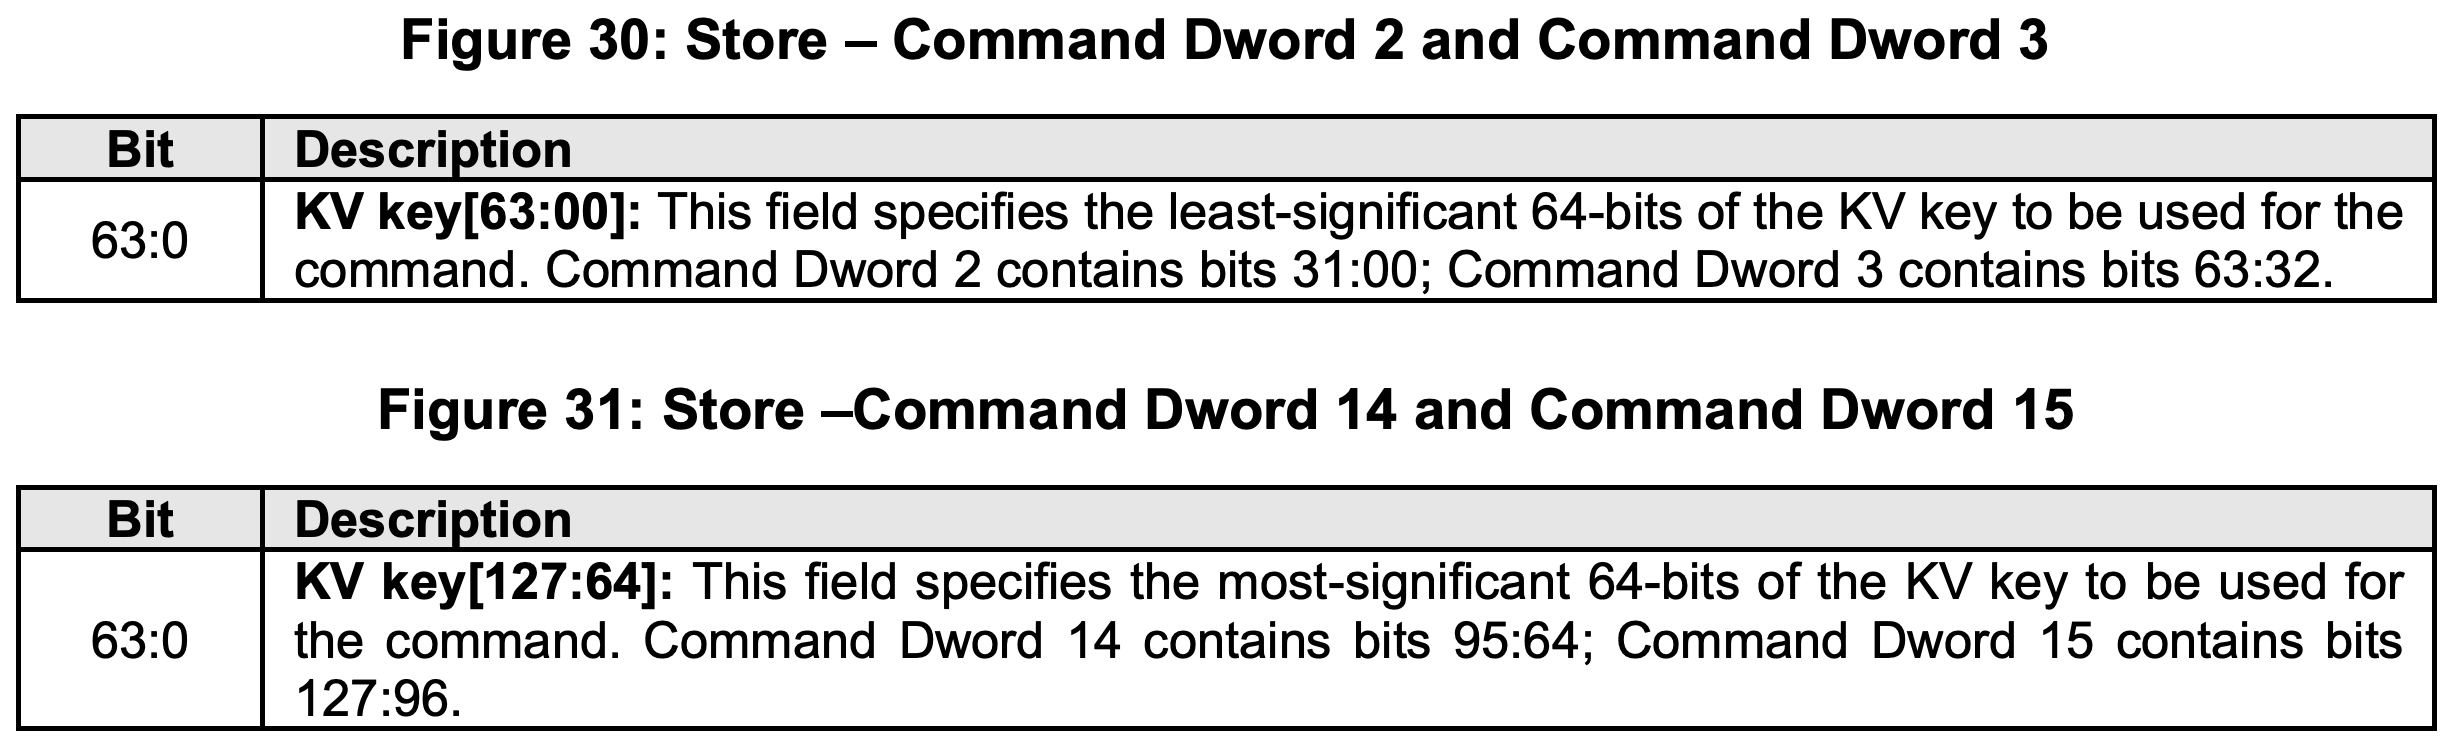 Figure 30: Store – Command Dword 2 and Command Dword 3
Bit Description
63:0 KV key[63:00]: This field specifies the least-significant 64-bits of the KV key to be used for the
command. Command Dword 2 contains bits 31:00; Command Dword 3 contains bits 63:32.
Figure 31: Store –Command Dword 14 and Command Dword 15
Bit Description
63:0 KV key[127:64]: This field specifies the most-significant 64-bits of the KV key to be used for
the command. Command Dword 14 contains bits 95:64; Command Dword 15 contains bits
127:96.